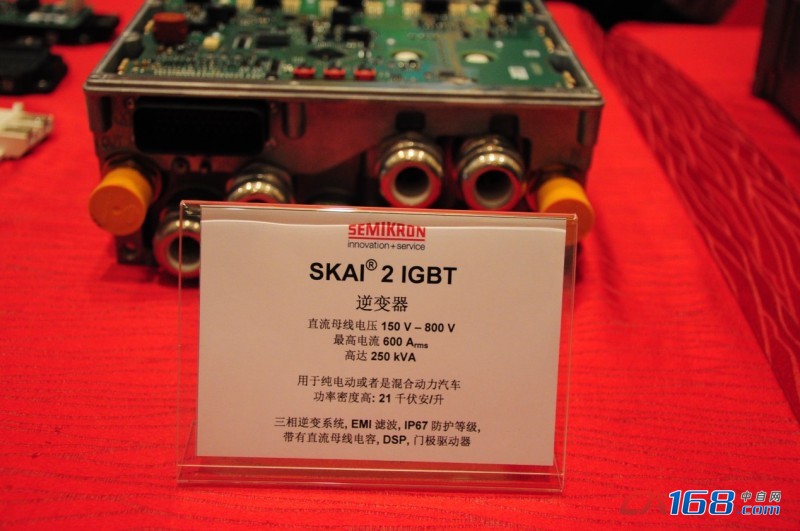 SEMIKRON
innovation+service
SKAI® 2 IGBT
逆变器
直流母线电压 150 V – 800 V
最高电流 600 Arms
高达 250 kVA
用于纯电动或者是混合动力汽车
功率密度高: 21 千伏安/升
三相逆变系统, EMI 滤波, IP67 防护等级,
带有直流母线电容, DSP, 门极驱动器
168 中自网
.com